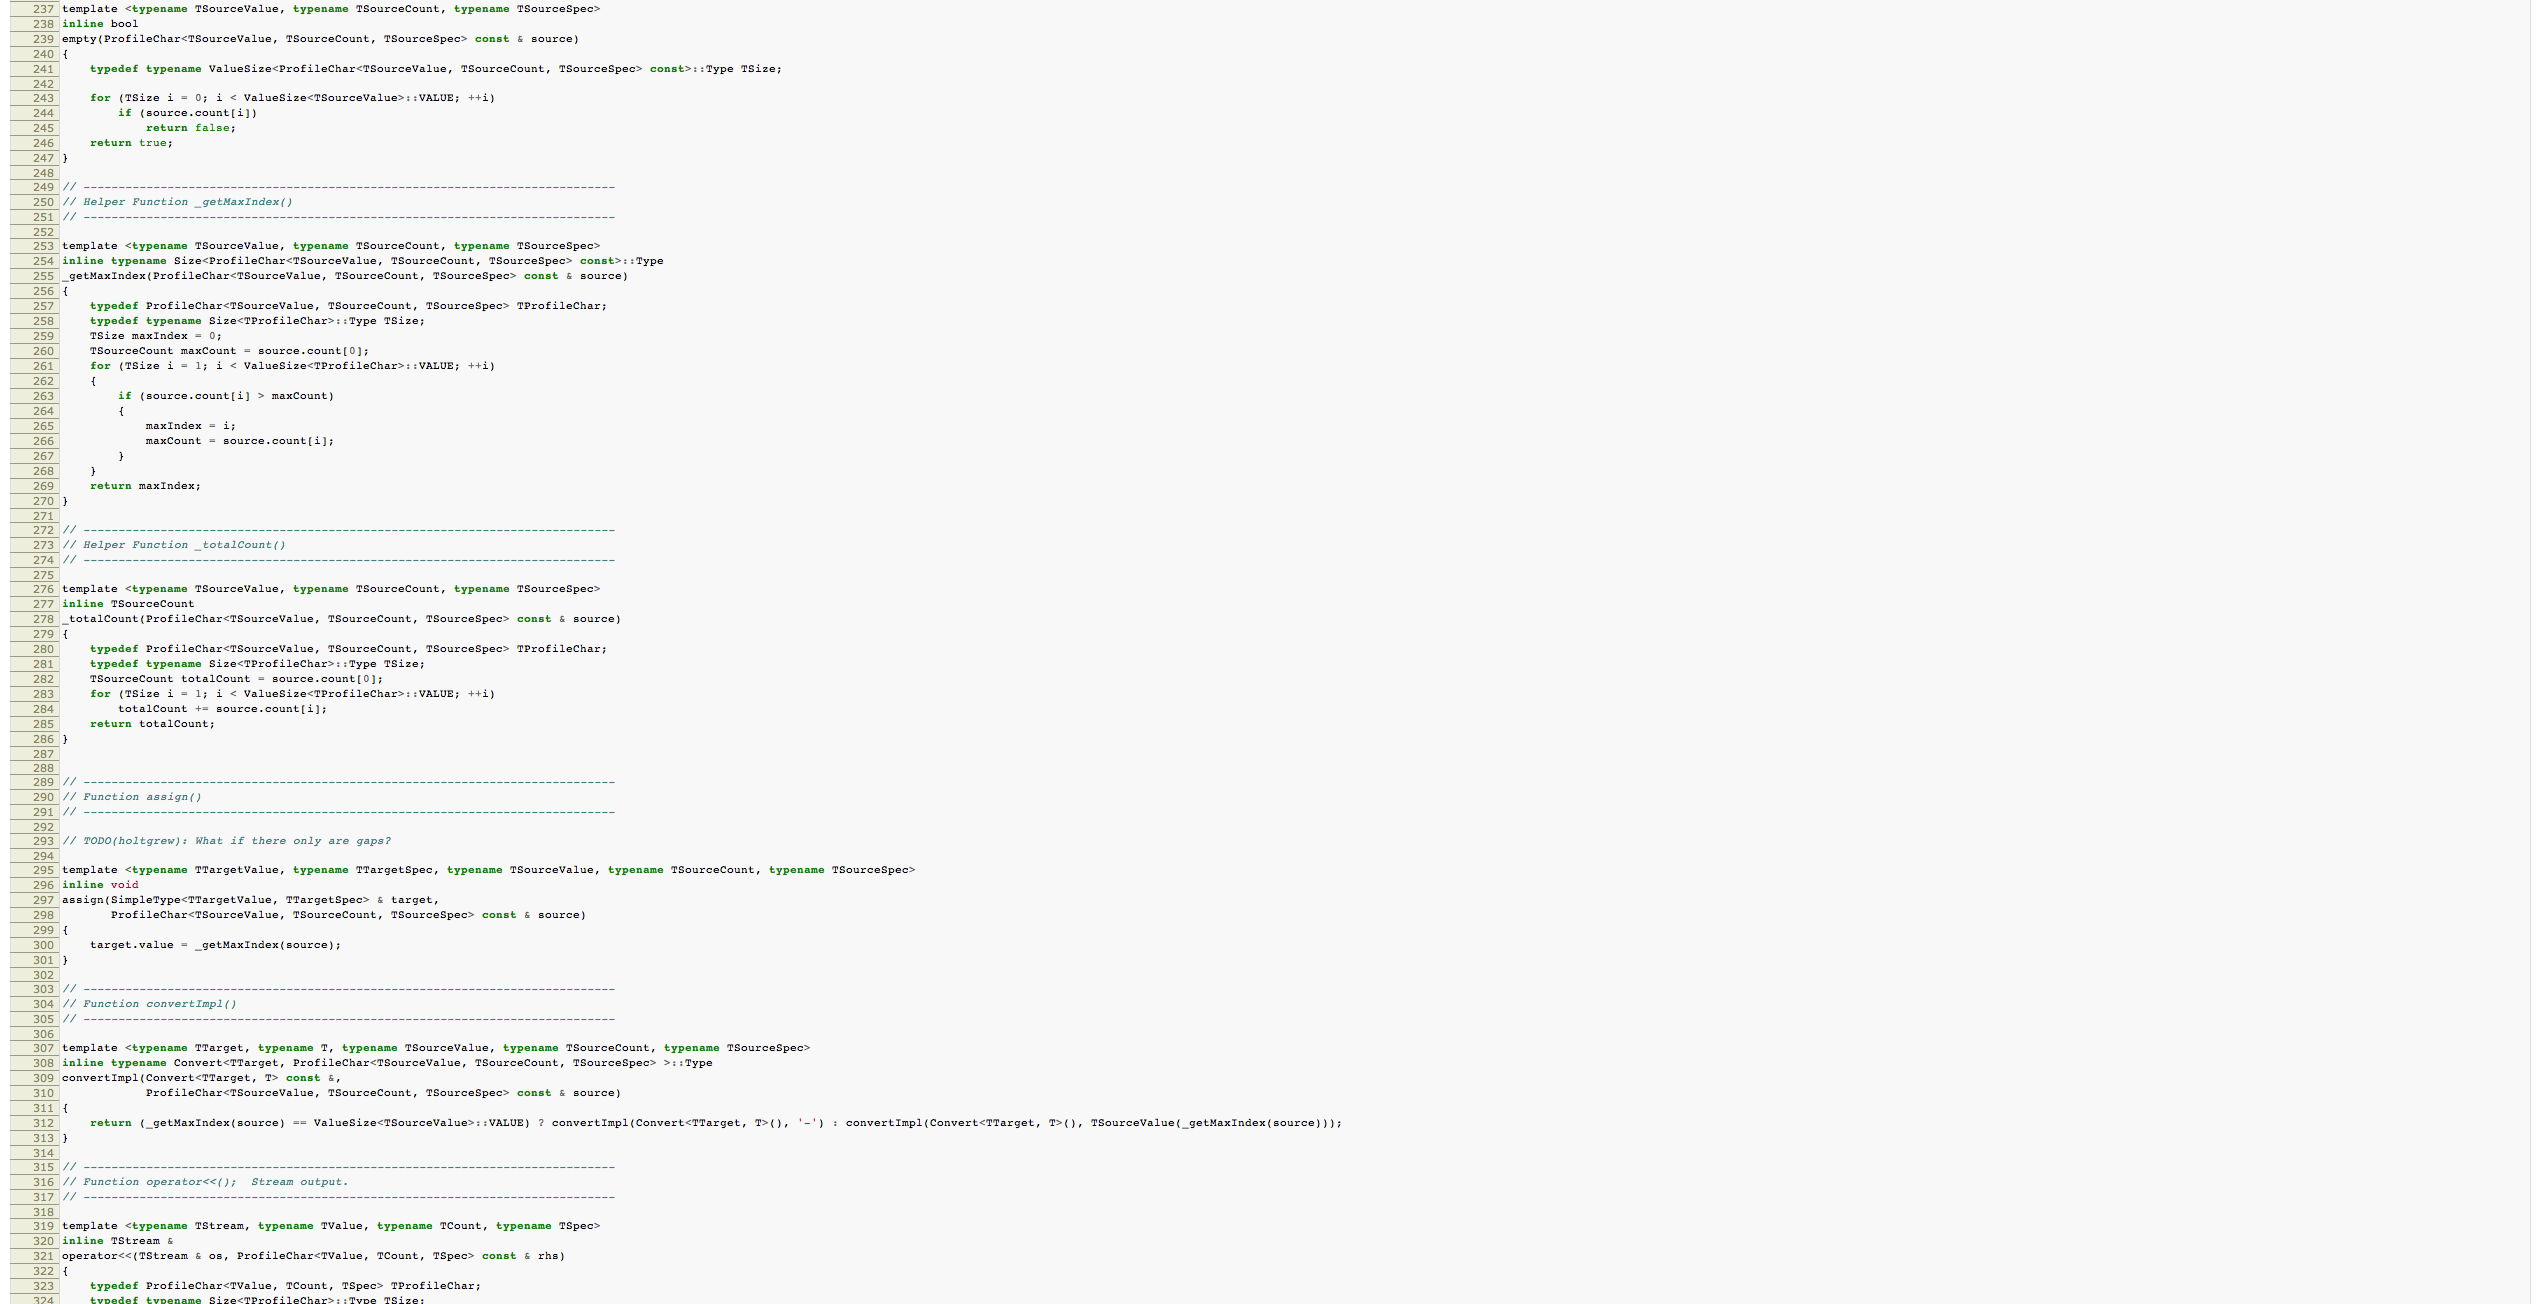 237 template <typename TSourceValue, typename TSourceCount, typename TSourceSpec>
238 inline bool
239 empty(ProfileChar<TSourceValue, TSourceCount, TSourceSpec> const & source)
240 {
241     typedef typename ValueSize<ProfileChar<TSourceValue, TSourceCount, TSourceSpec> const>::Type TSize;
242
243     for (TSize i = 0; i < ValueSize<TSourceValue>::VALUE; ++i)
244         if (source.count[i])
245             return false;
246     return true;
247 }
248
249 // ----------------------------------------------------------------------------
250 // Helper Function _getMaxIndex()
251 // ----------------------------------------------------------------------------
252
253 template <typename TSourceValue, typename TSourceCount, typename TSourceSpec>
254 inline typename Size<ProfileChar<TSourceValue, TSourceCount, TSourceSpec> const>::Type
255 _getMaxIndex(ProfileChar<TSourceValue, TSourceCount, TSourceSpec> const & source)
256 {
257     typedef ProfileChar<TSourceValue, TSourceCount, TSourceSpec> TProfileChar;
258     typedef typename Size<TProfileChar>::Type TSize;
259     TSize maxIndex = 0;
260     TSourceCount maxCount = source.count[0];
261     for (TSize i = 1; i < ValueSize<TProfileChar>::VALUE; ++i)
262     {
263         if (source.count[i] > maxCount)
264         {
265             maxIndex = i;
266             maxCount = source.count[i];
267         }
268     }
269     return maxIndex;
270 }
271
272 // ----------------------------------------------------------------------------
273 // Helper Function _totalCount()
274 // ----------------------------------------------------------------------------
275
276 template <typename TSourceValue, typename TSourceCount, typename TSourceSpec>
277 inline TSourceCount
278 _totalCount(ProfileChar<TSourceValue, TSourceCount, TSourceSpec> const & source)
279 {
280     typedef ProfileChar<TSourceValue, TSourceCount, TSourceSpec> TProfileChar;
281     typedef typename Size<TProfileChar>::Type TSize;
282     TSourceCount totalCount = source.count[0];
283     for (TSize i = 1; i < ValueSize<TProfileChar>::VALUE; ++i)
284         totalCount += source.count[i];
285     return totalCount;
286 }
287
288
289 // ----------------------------------------------------------------------------
290 // Function assign()
291 // ----------------------------------------------------------------------------
292
293 // TODO(holtgrew): What if there only are gaps?
294
295 template <typename TTargetValue, typename TTargetSpec, typename TSourceValue, typename TSourceCount, typename TSourceSpec>
296 inline void
297 assign(SimpleType<TTargetValue, TTargetSpec> & target,
298        ProfileChar<TSourceValue, TSourceCount, TSourceSpec> const & source)
299 {
300     target.value = _getMaxIndex(source);
301 }
302
303 // ----------------------------------------------------------------------------
304 // Function convertImpl()
305 // ----------------------------------------------------------------------------
306
307 template <typename TTarget, typename T, typename TSourceValue, typename TSourceCount, typename TSourceSpec>
308 inline typename Convert<TTarget, ProfileChar<TSourceValue, TSourceCount, TSourceSpec> >::Type
309 convertImpl(Convert<TTarget, T> const &,
310             ProfileChar<TSourceValue, TSourceCount, TSourceSpec> const & source)
311 {
312     return (_getMaxIndex(source) == ValueSize<TSourceValue>::VALUE) ? convertImpl(Convert<TTarget, T>(), '-') : convertImpl(Convert<TTarget, T>(), TSourceValue(_getMaxIndex(source)));
313 }
314
315 // ----------------------------------------------------------------------------
316 // Function operator<<();  Stream output.
317 // ----------------------------------------------------------------------------
318
319 template <typename TStream, typename TValue, typename TCount, typename TSpec>
320 inline TStream &
321 operator<<(TStream & os, ProfileChar<TValue, TCount, TSpec> const & rhs)
322 {
323     typedef ProfileChar<TValue, TCount, TSpec> TProfileChar;
324     typedef typename Size<TProfileChar>::Type TSize;